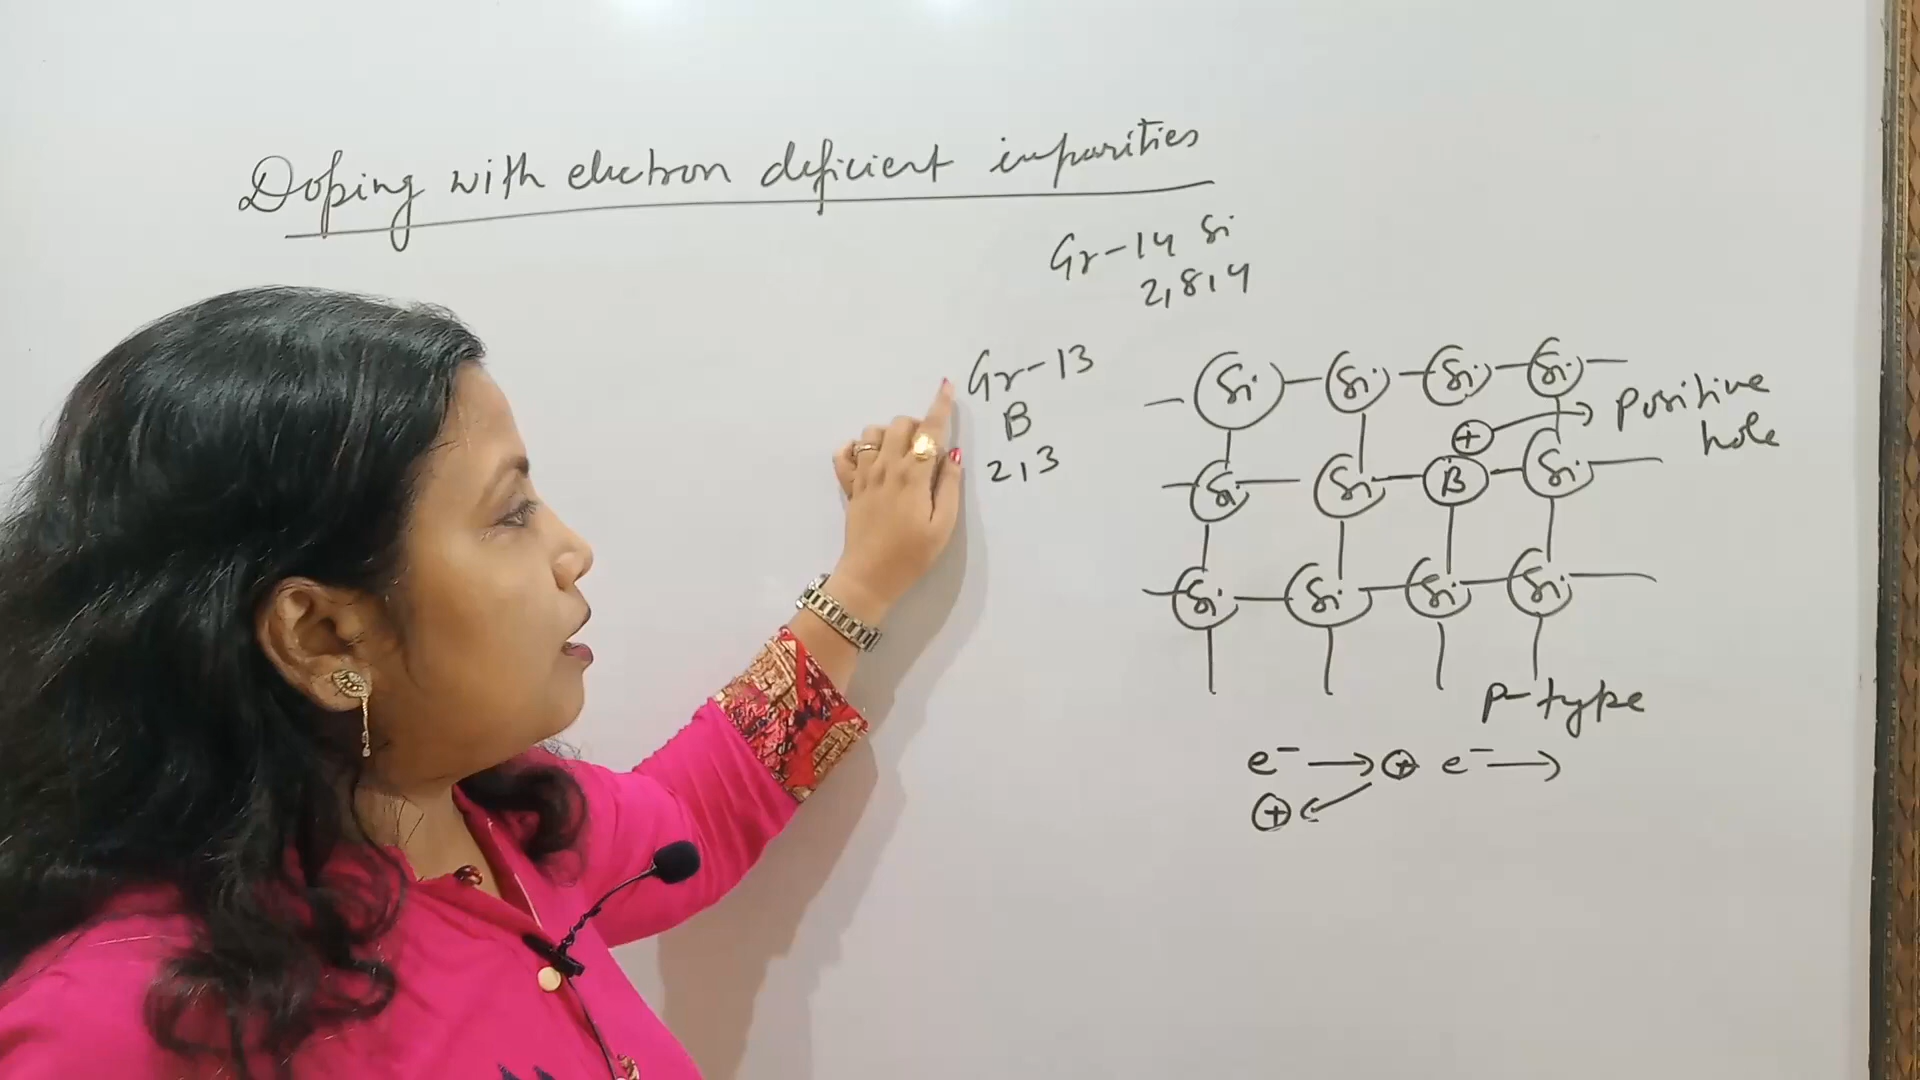 Doping with electron deficient impurities
Gr-14 Si
2,8,4
Gr-13
B
2,3
Si Si Si Si
+ Positive
hole
Si Si B Si
Si Si Si Si
p-type
e⁻ → ⊕ e⁻ →
⊕ ←